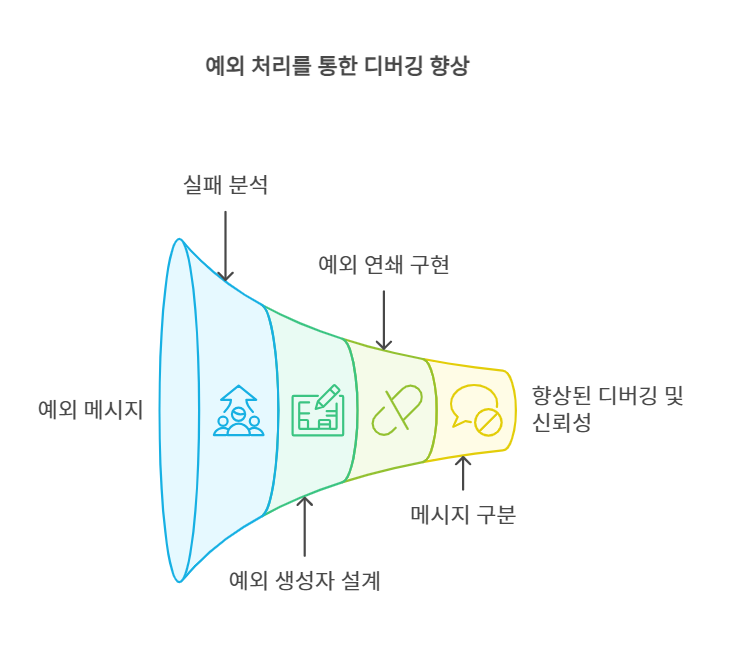 예외 처리를 통한 디버깅 향상
실패 분석
예외 연쇄 구현
예외 메시지
향상된 디버깅 및
신뢰성
메시지 구분
예외 생성자 설계